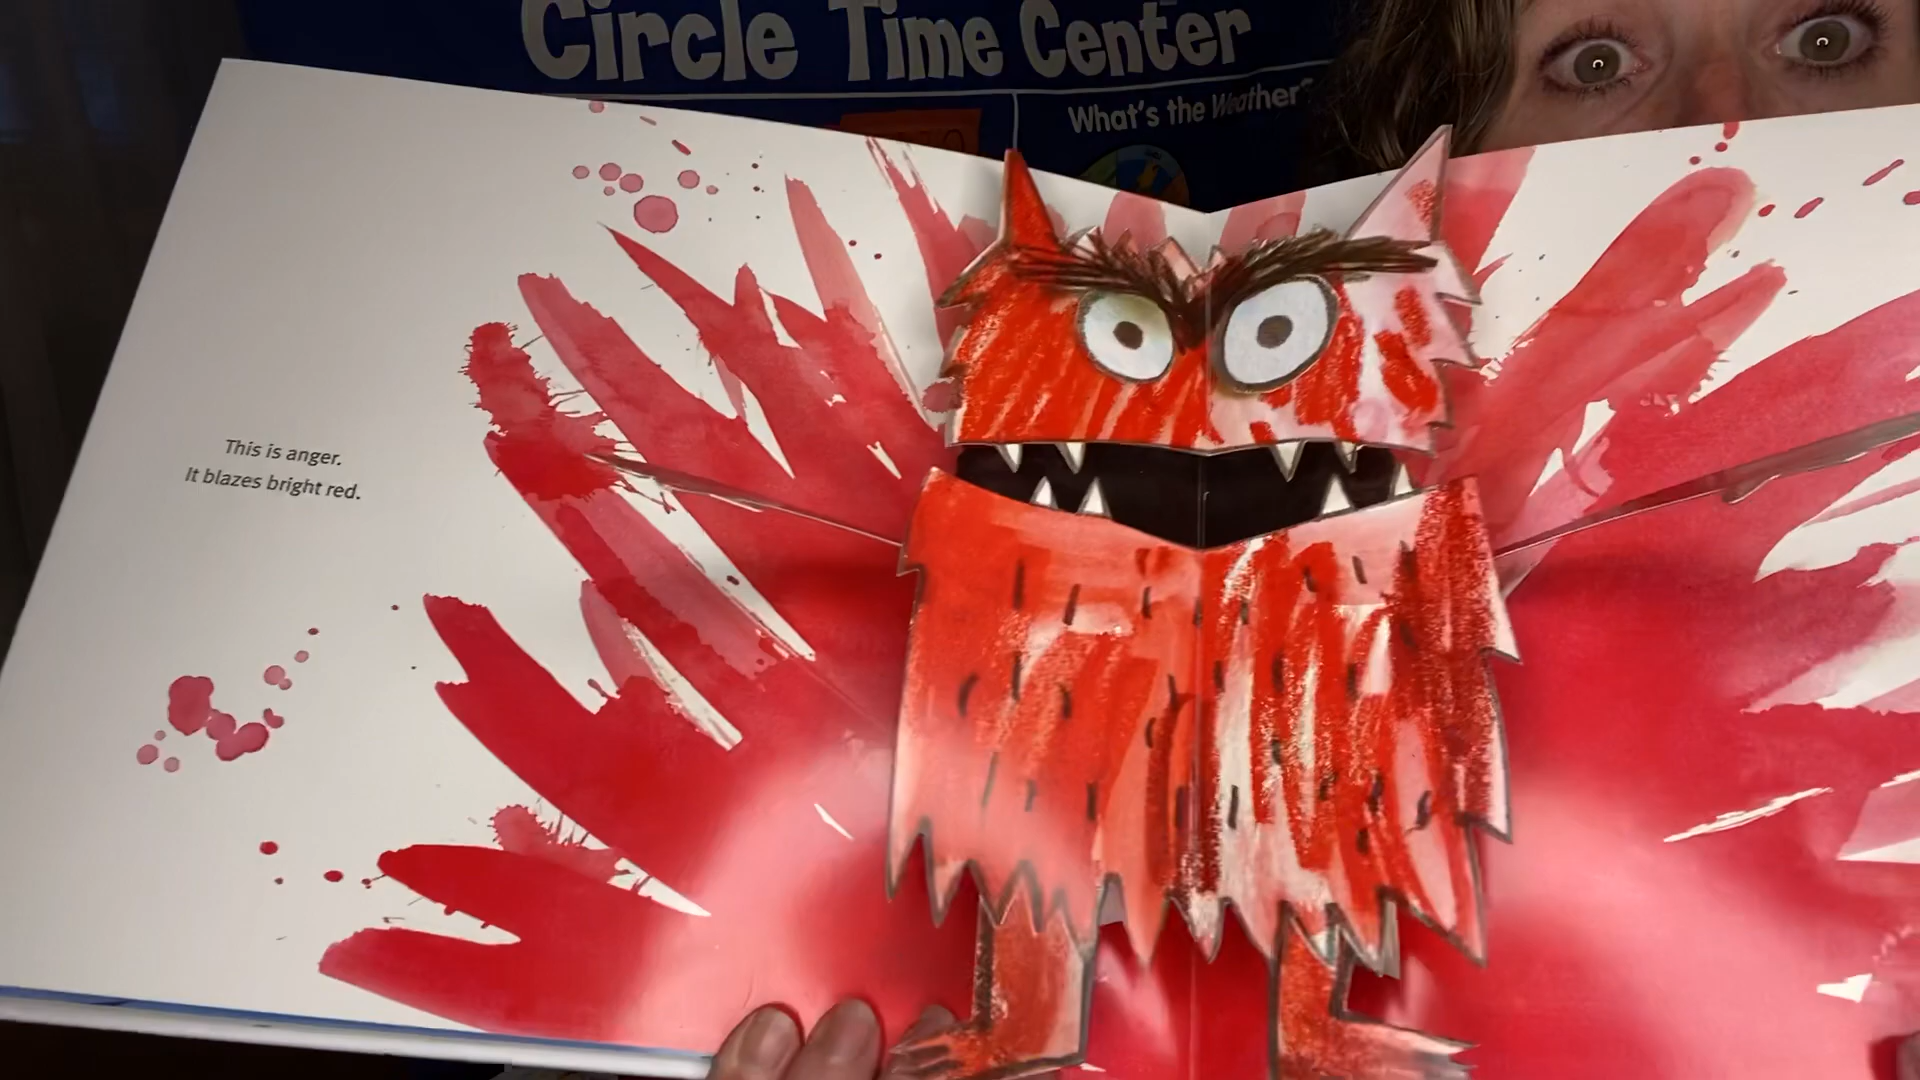 Circle Time Center
What's the Weather?
This is anger.
It blazes bright red.